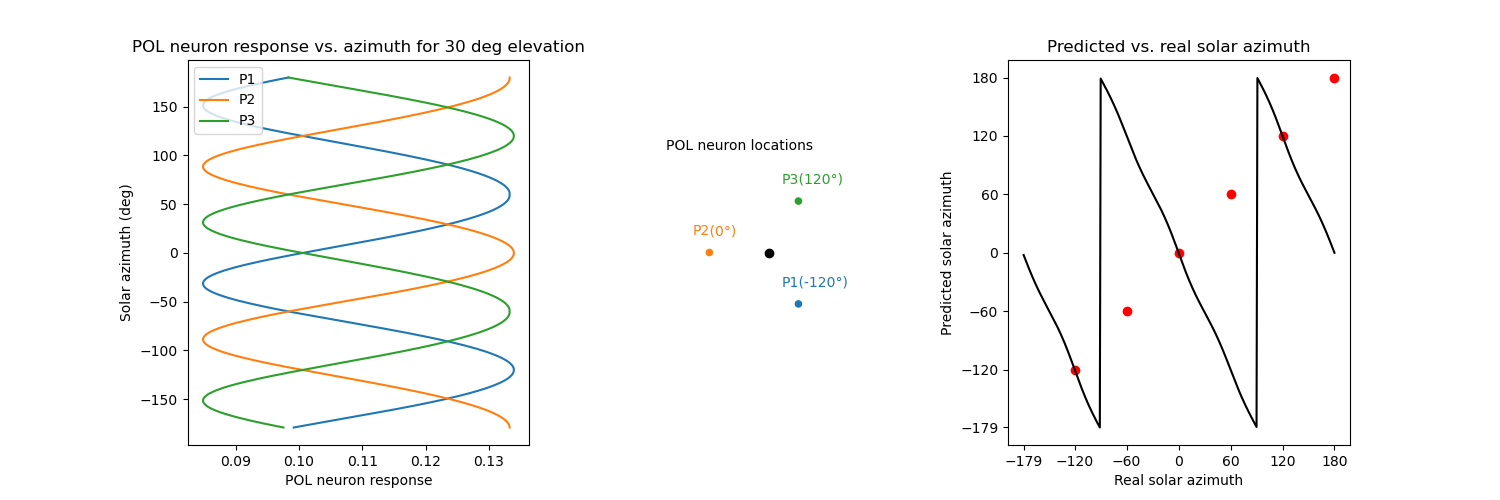 POL neuron response vs. azimuth for 30 deg elevation
P1
P2
P3
150
100
50
0
−50
−100
−150
Solar azimuth (deg)
0.09 0.10 0.11 0.12 0.13
POL neuron response
POL neuron locations
P3(120°)
P2(0°)
P1(-120°)
Predicted vs. real solar azimuth
180
120
60
0
−60
−120
−179
Predicted solar azimuth
−179 −120 −60 0 60 120 180
Real solar azimuth